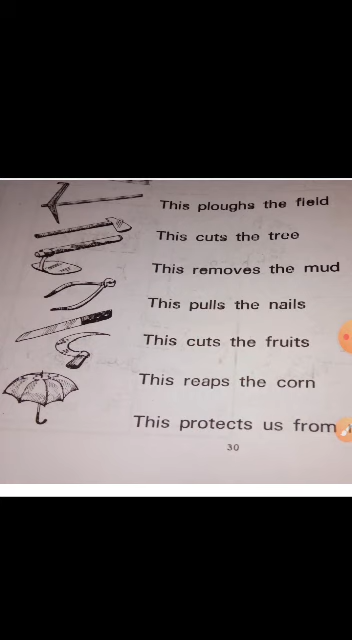 This ploughs the field
This cuts the tree
This removes the mud
This pulls the nails
This cuts the fruits
This reaps the corn
This protects us from
30